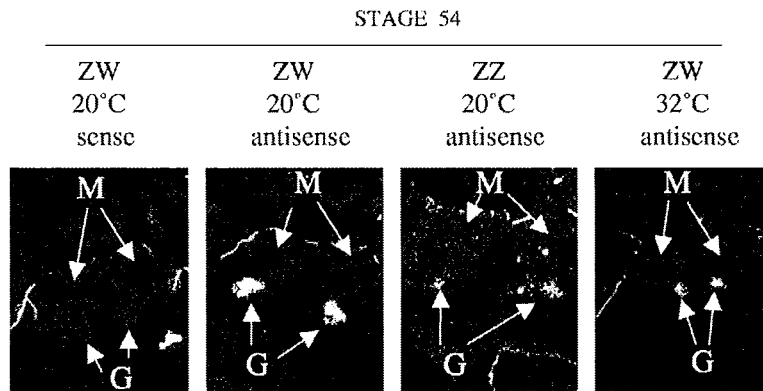 STAGE 54
ZW ZW ZZ ZW
20°C 20°C 20°C 32°C
sense antisense antisense antisense
M M M M
G G G G